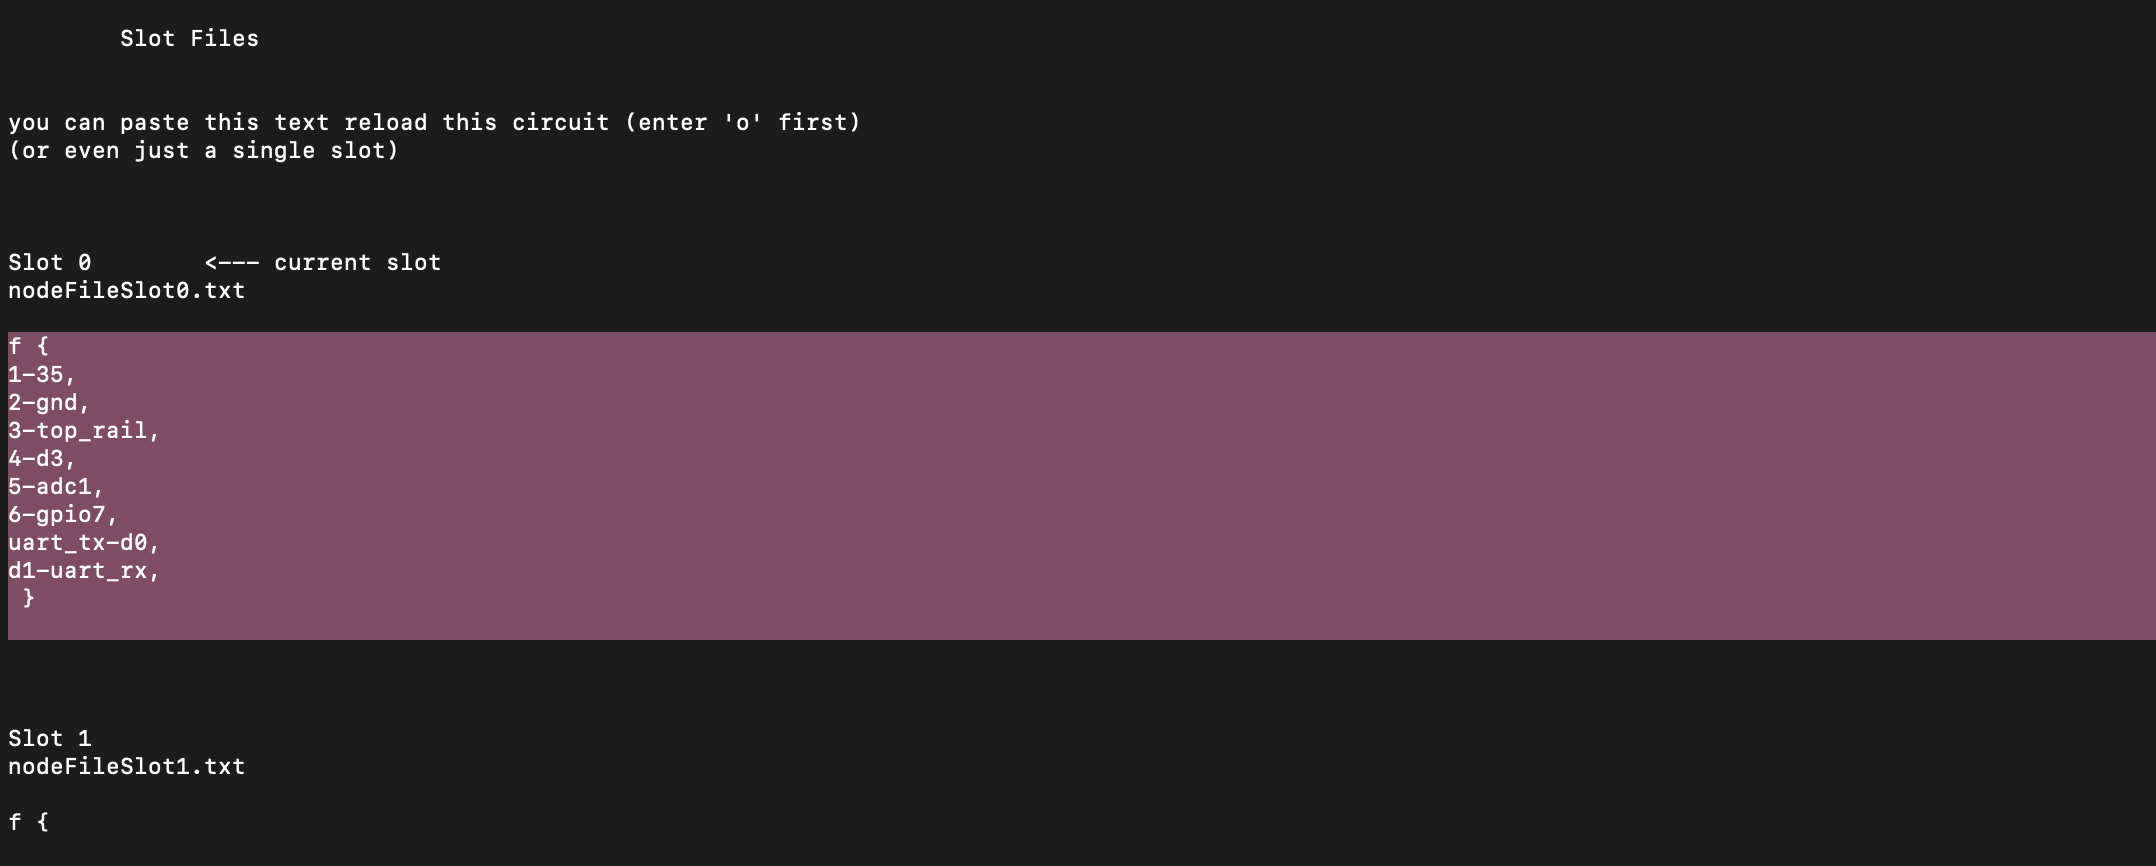 Slot Files
you can paste this text reload this circuit (enter 'o' first)
(or even just a single slot)
Slot 0        <--- current slot
nodeFileSlot0.txt
f {
1-35,
2-gnd,
3-top_rail,
4-d3,
5-adc1,
6-gpio7,
uart_tx-d0,
d1-uart_rx,
}
Slot 1
nodeFileSlot1.txt
f {